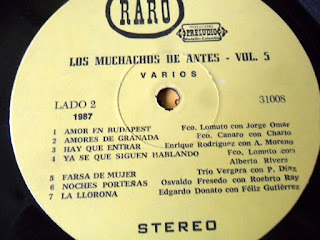 RARO
PRELUDIO
LOS MUCHACHOS DE ANTES - VOL. 5
VARIOS
LADO 2
31008
1987
1 AMOR EN BUDAPEST Fco. Lomuto con Jorge Omar
2 AMORES DE GRANADA Fco. Canaro con Charlo
3 HAY QUE ENTRAR Enrique Rodriguez con A. Moreno
4 YA SE QUE SIGUEN HABLANDO Fco. Lomuto con
Alberto Rivera
5 FARSA DE MUJER Trío Vergara con P. Díaz
6 NOCHES PORTEÑAS Osvaldo Fresedo con Roebrto Ray
7 LA LLORONA Edgardo Donato con Féliz Gutiérrez
STEREO